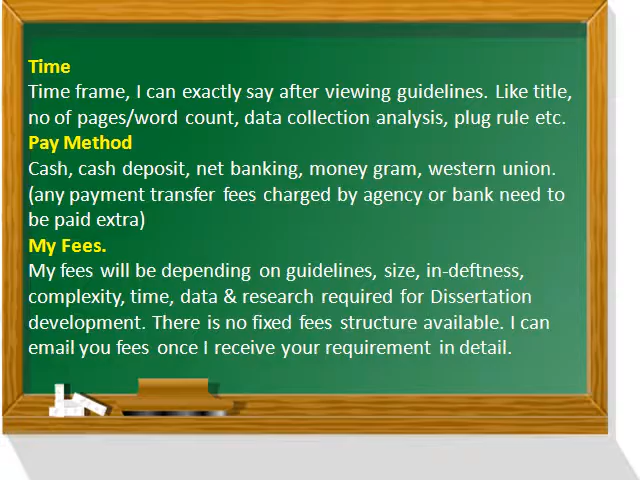 Time
Time frame, I can exactly say after viewing guidelines. Like title,
no of pages/word count, data collection analysis, plug rule etc.
Pay Method
Cash, cash deposit, net banking, money gram, western union.
(any payment transfer fees charged by agency or bank need to
be paid extra)
My Fees.
My fees will be depending on guidelines, size, in-deftness,
complexity, time, data & research required for Dissertation
development. There is no fixed fees structure available. I can
email you fees once I receive your requirement in detail.